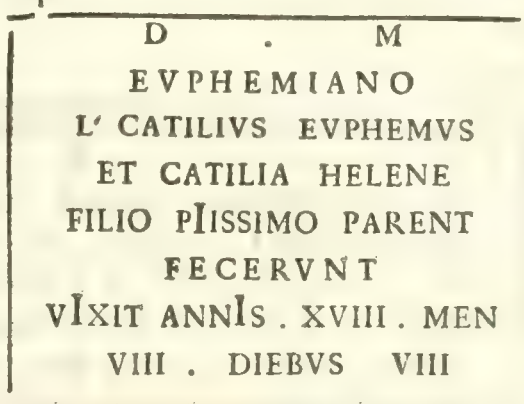 D . M
EVPHEMIANO
L' CATILIVS EVPHEMVS
ET CATILIA HELENE
FILIO PIISSIMO PARENT
FECERVNT
VIXIT ANNIS . XVIII . MEN
VIII . DIEBVS VIII